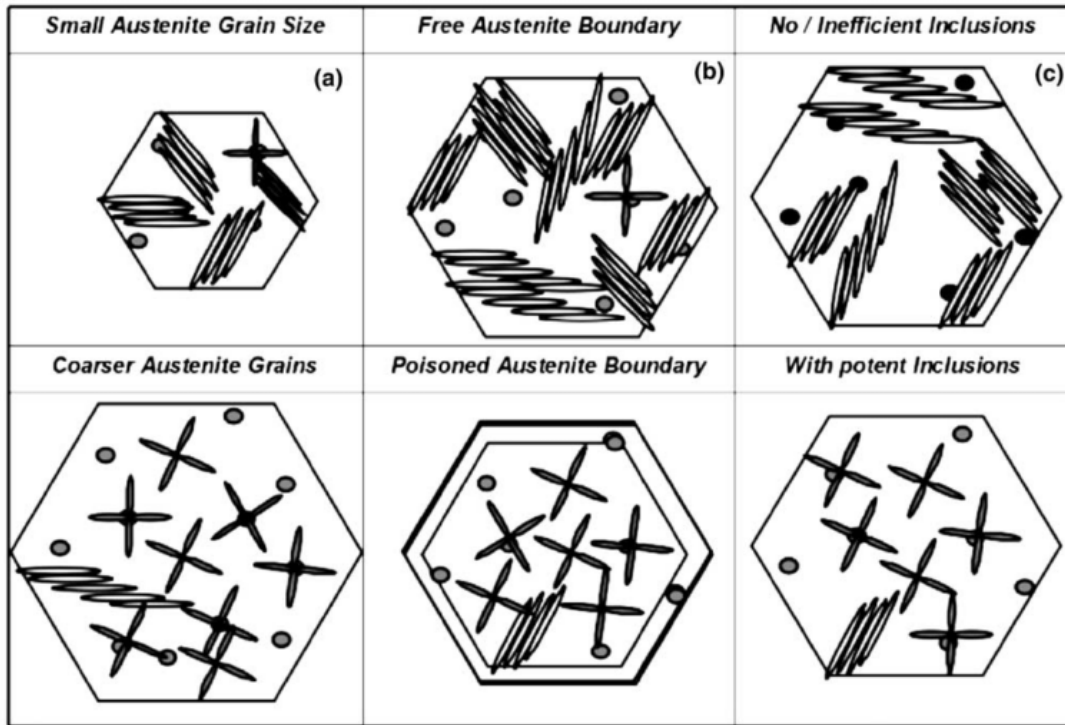 Small Austenite Grain Size
Free Austenite Boundary
No / Inefficient Inclusions
(a)
(b)
(c)
Coarser Austenite Grains
Poisoned Austenite Boundary
With potent Inclusions